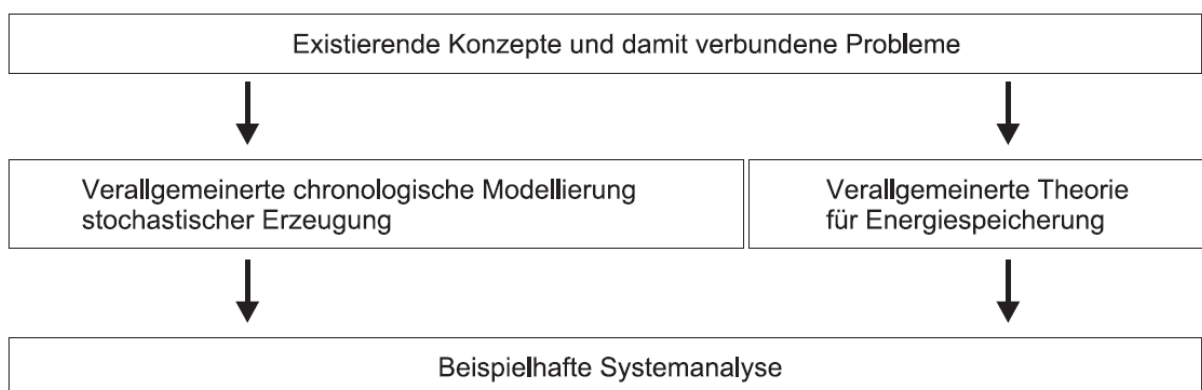 Existierende Konzepte und damit verbundene Probleme
Verallgemeinerte chronologische Modellierung
stochastischer Erzeugung
Verallgemeinerte Theorie
für Energiespeicherung
Beispielhafte Systemanalyse